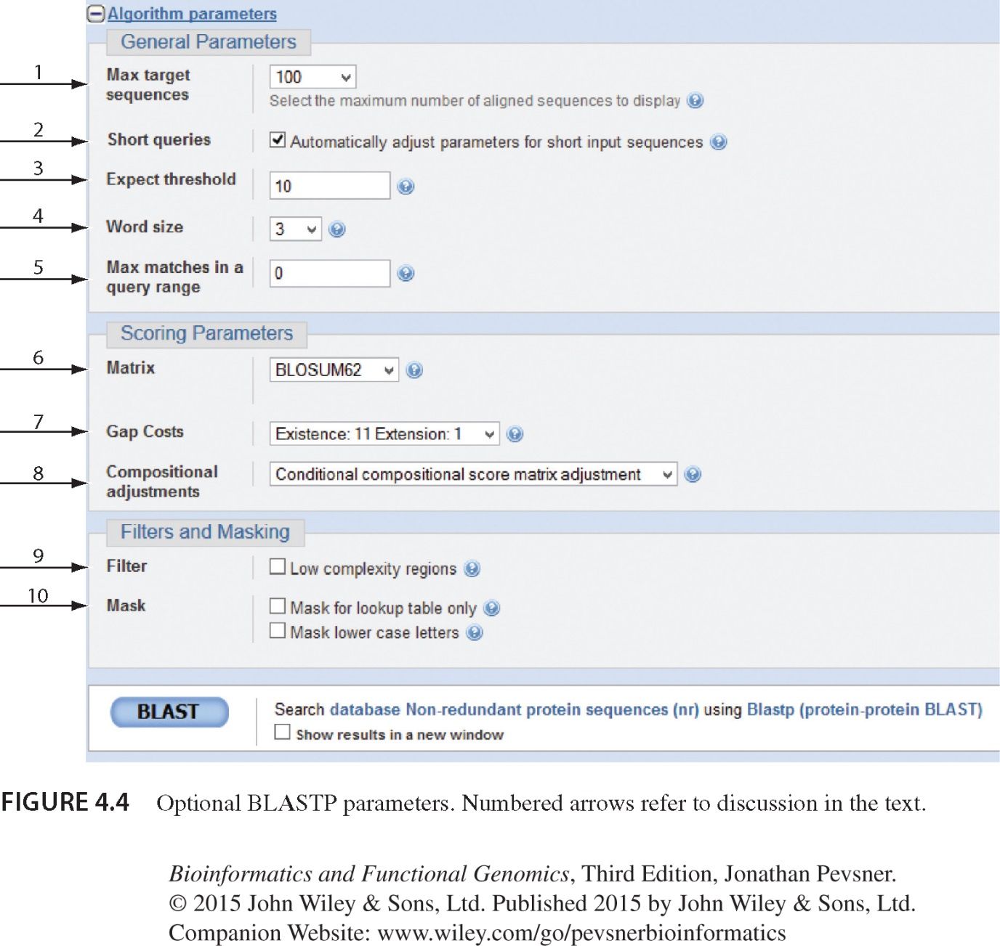 Algorithm parameters
General Parameters
1
Max target
sequences
100
Select the maximum number of aligned sequences to display
2
Short queries
Automatically adjust parameters for short input sequences
3
Expect threshold
10
4
Word size
3
5
Max matches in a
query range
0
Scoring Parameters
6
Matrix
BLOSUM62
7
Gap Costs
Existence: 11 Extension: 1
8
Compositional
adjustments
Conditional compositional score matrix adjustment
Filters and Masking
9
Filter
Low complexity regions
10
Mask
Mask for lookup table only
Mask lower case letters
BLAST
Search database Non-redundant protein sequences (nr) using Blastp (protein-protein BLAST)
Show results in a new window
FIGURE 4.4 Optional BLASTP parameters. Numbered arrows refer to discussion in the text.
Bioinformatics and Functional Genomics, Third Edition, Jonathan Pevsner.
© 2015 John Wiley & Sons, Ltd. Published 2015 by John Wiley & Sons, Ltd.
Companion Website: www.wiley.com/go/pevsnerbioinformatics